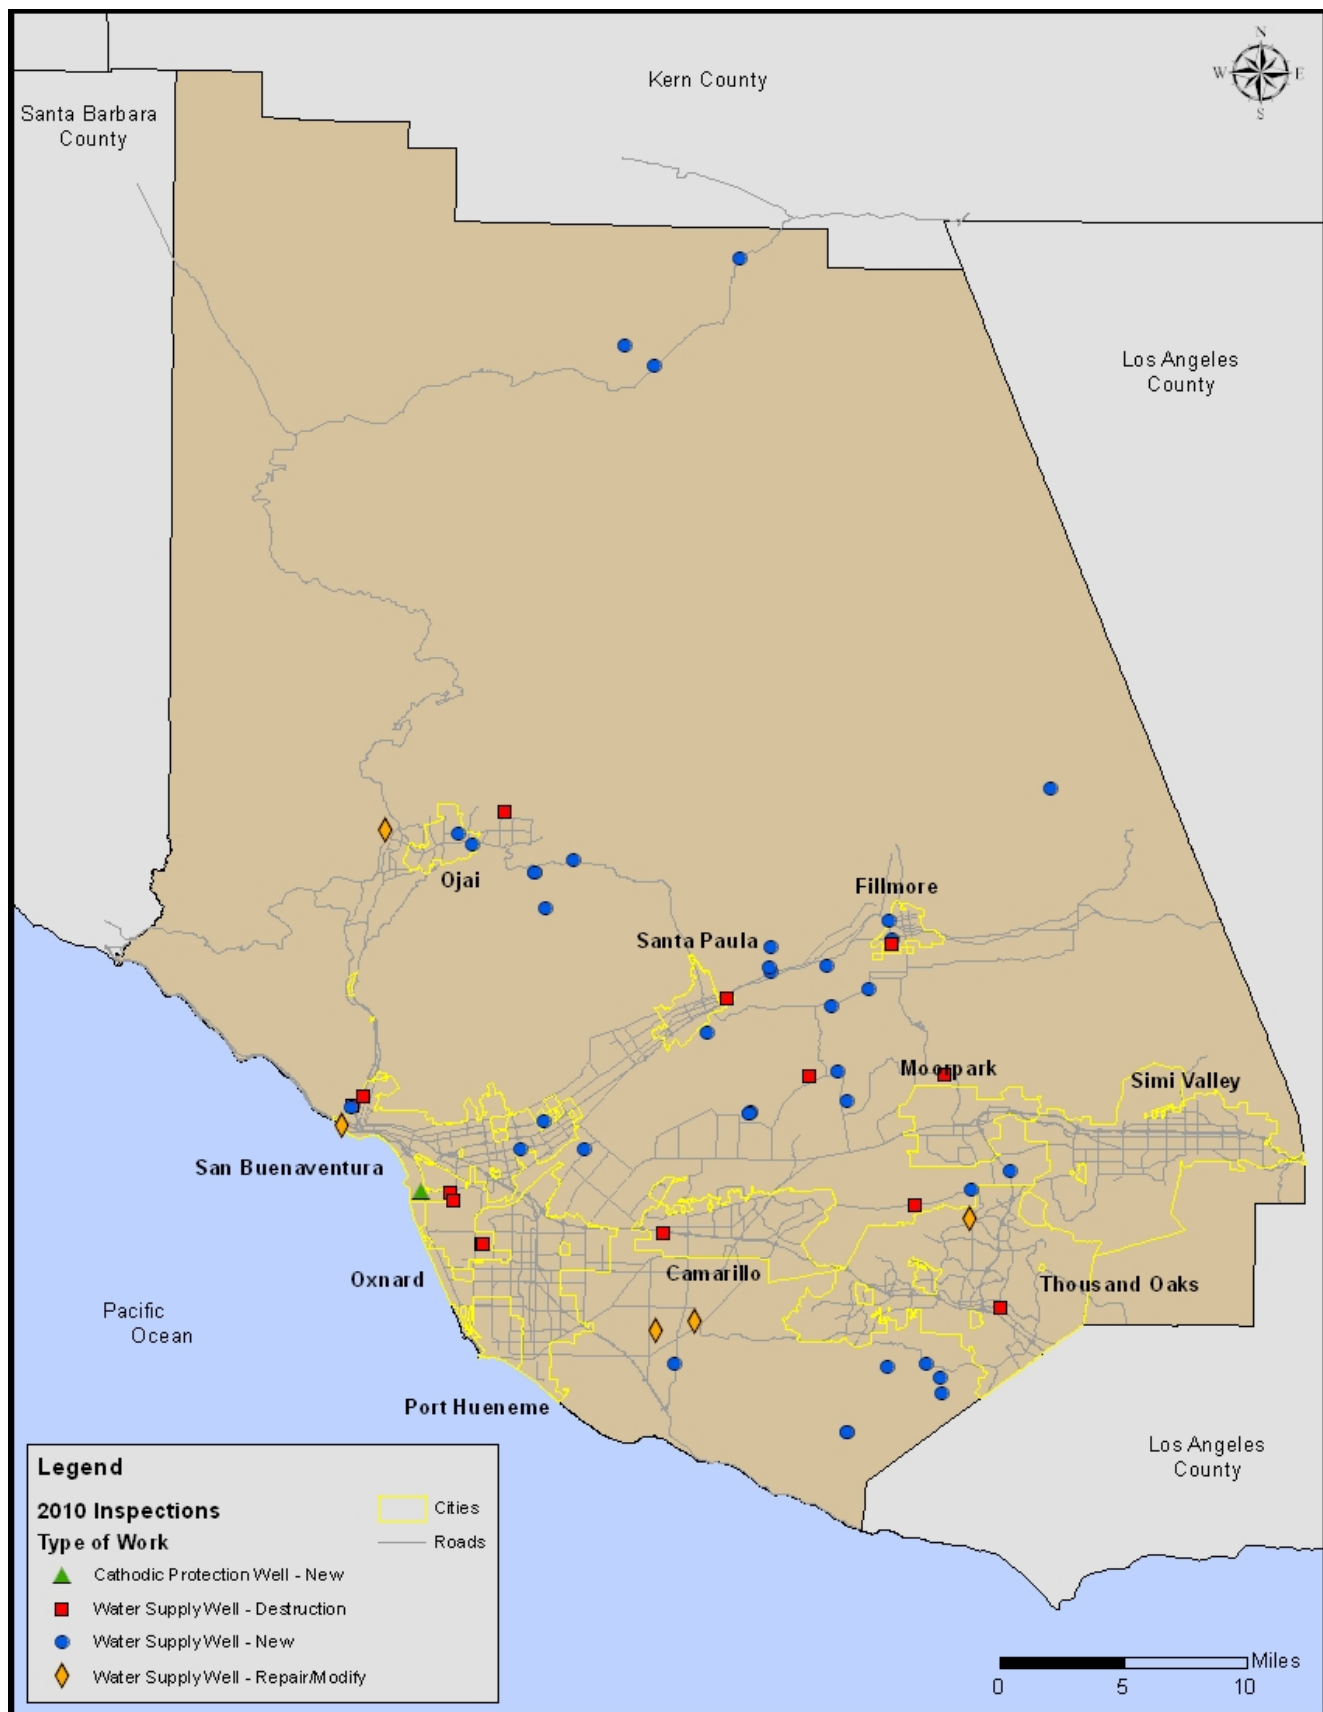 N
W E
S
Kern County
Santa Barbara
County
Los Angeles
County
Ojai
Fillmore
Santa Paula
Moorpark
Simi Valley
San Buenaventura
Oxnard
Camarillo
Thousand Oaks
Pacific
Ocean
Port Hueneme
Los Angeles
County
Legend
2010 Inspections
Type of Work
Cathodic Protection Well - New
Water Supply Well - Destruction
Water Supply Well - New
Water Supply Well - Repair/Modify
Cities
Roads
Miles
0 5 10